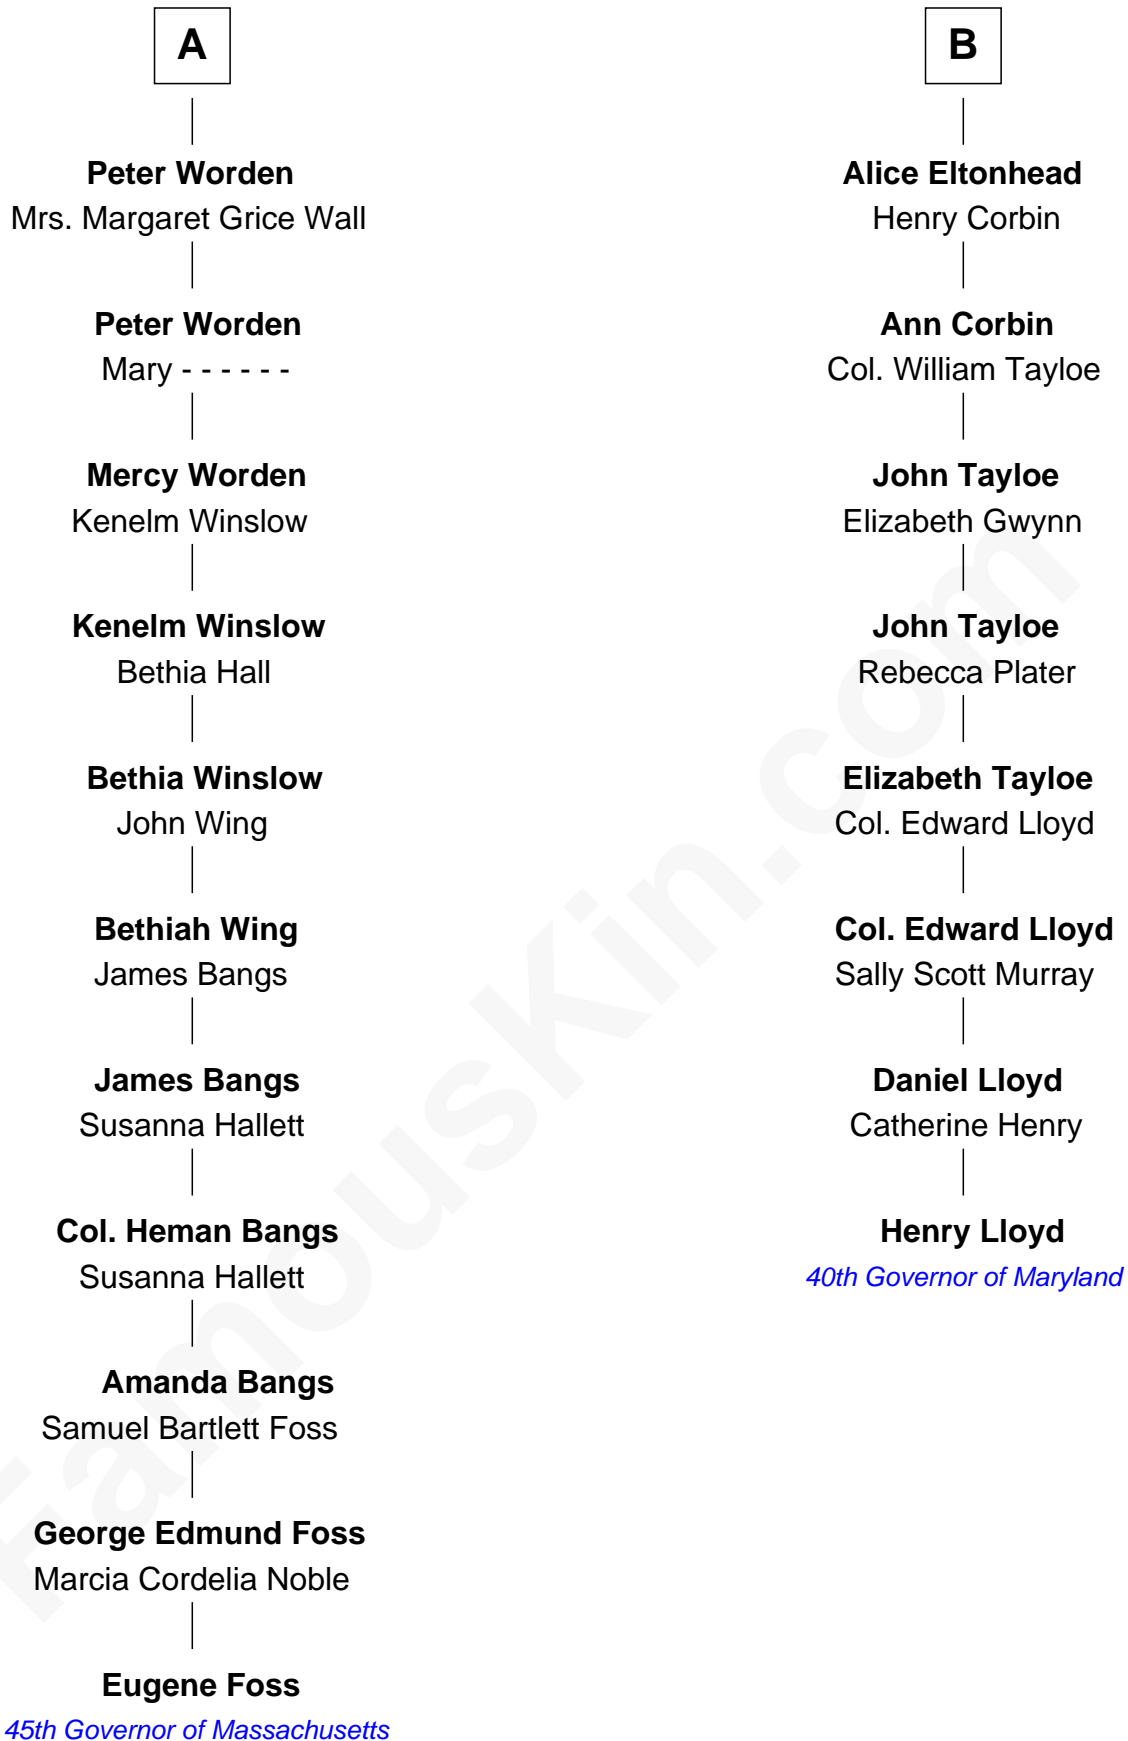 A
Peter Worden
Mrs. Margaret Grice Wall
Peter Worden
Mary - - - - - -
Mercy Worden
Kenelm Winslow
Kenelm Winslow
Bethia Hall
Bethia Winslow
John Wing
Bethiah Wing
James Bangs
James Bangs
Susanna Hallett
Col. Heman Bangs
Susanna Hallett
Amanda Bangs
Samuel Bartlett Foss
George Edmund Foss
Marcia Cordelia Noble
Eugene Foss
45th Governor of Massachusetts
B
Alice Eltonhead
Henry Corbin
Ann Corbin
Col. William Tayloe
John Tayloe
Elizabeth Gwynn
John Tayloe
Rebecca Plater
Elizabeth Tayloe
Col. Edward Lloyd
Col. Edward Lloyd
Sally Scott Murray
Daniel Lloyd
Catherine Henry
Henry Lloyd
40th Governor of Maryland
FamousKin.com